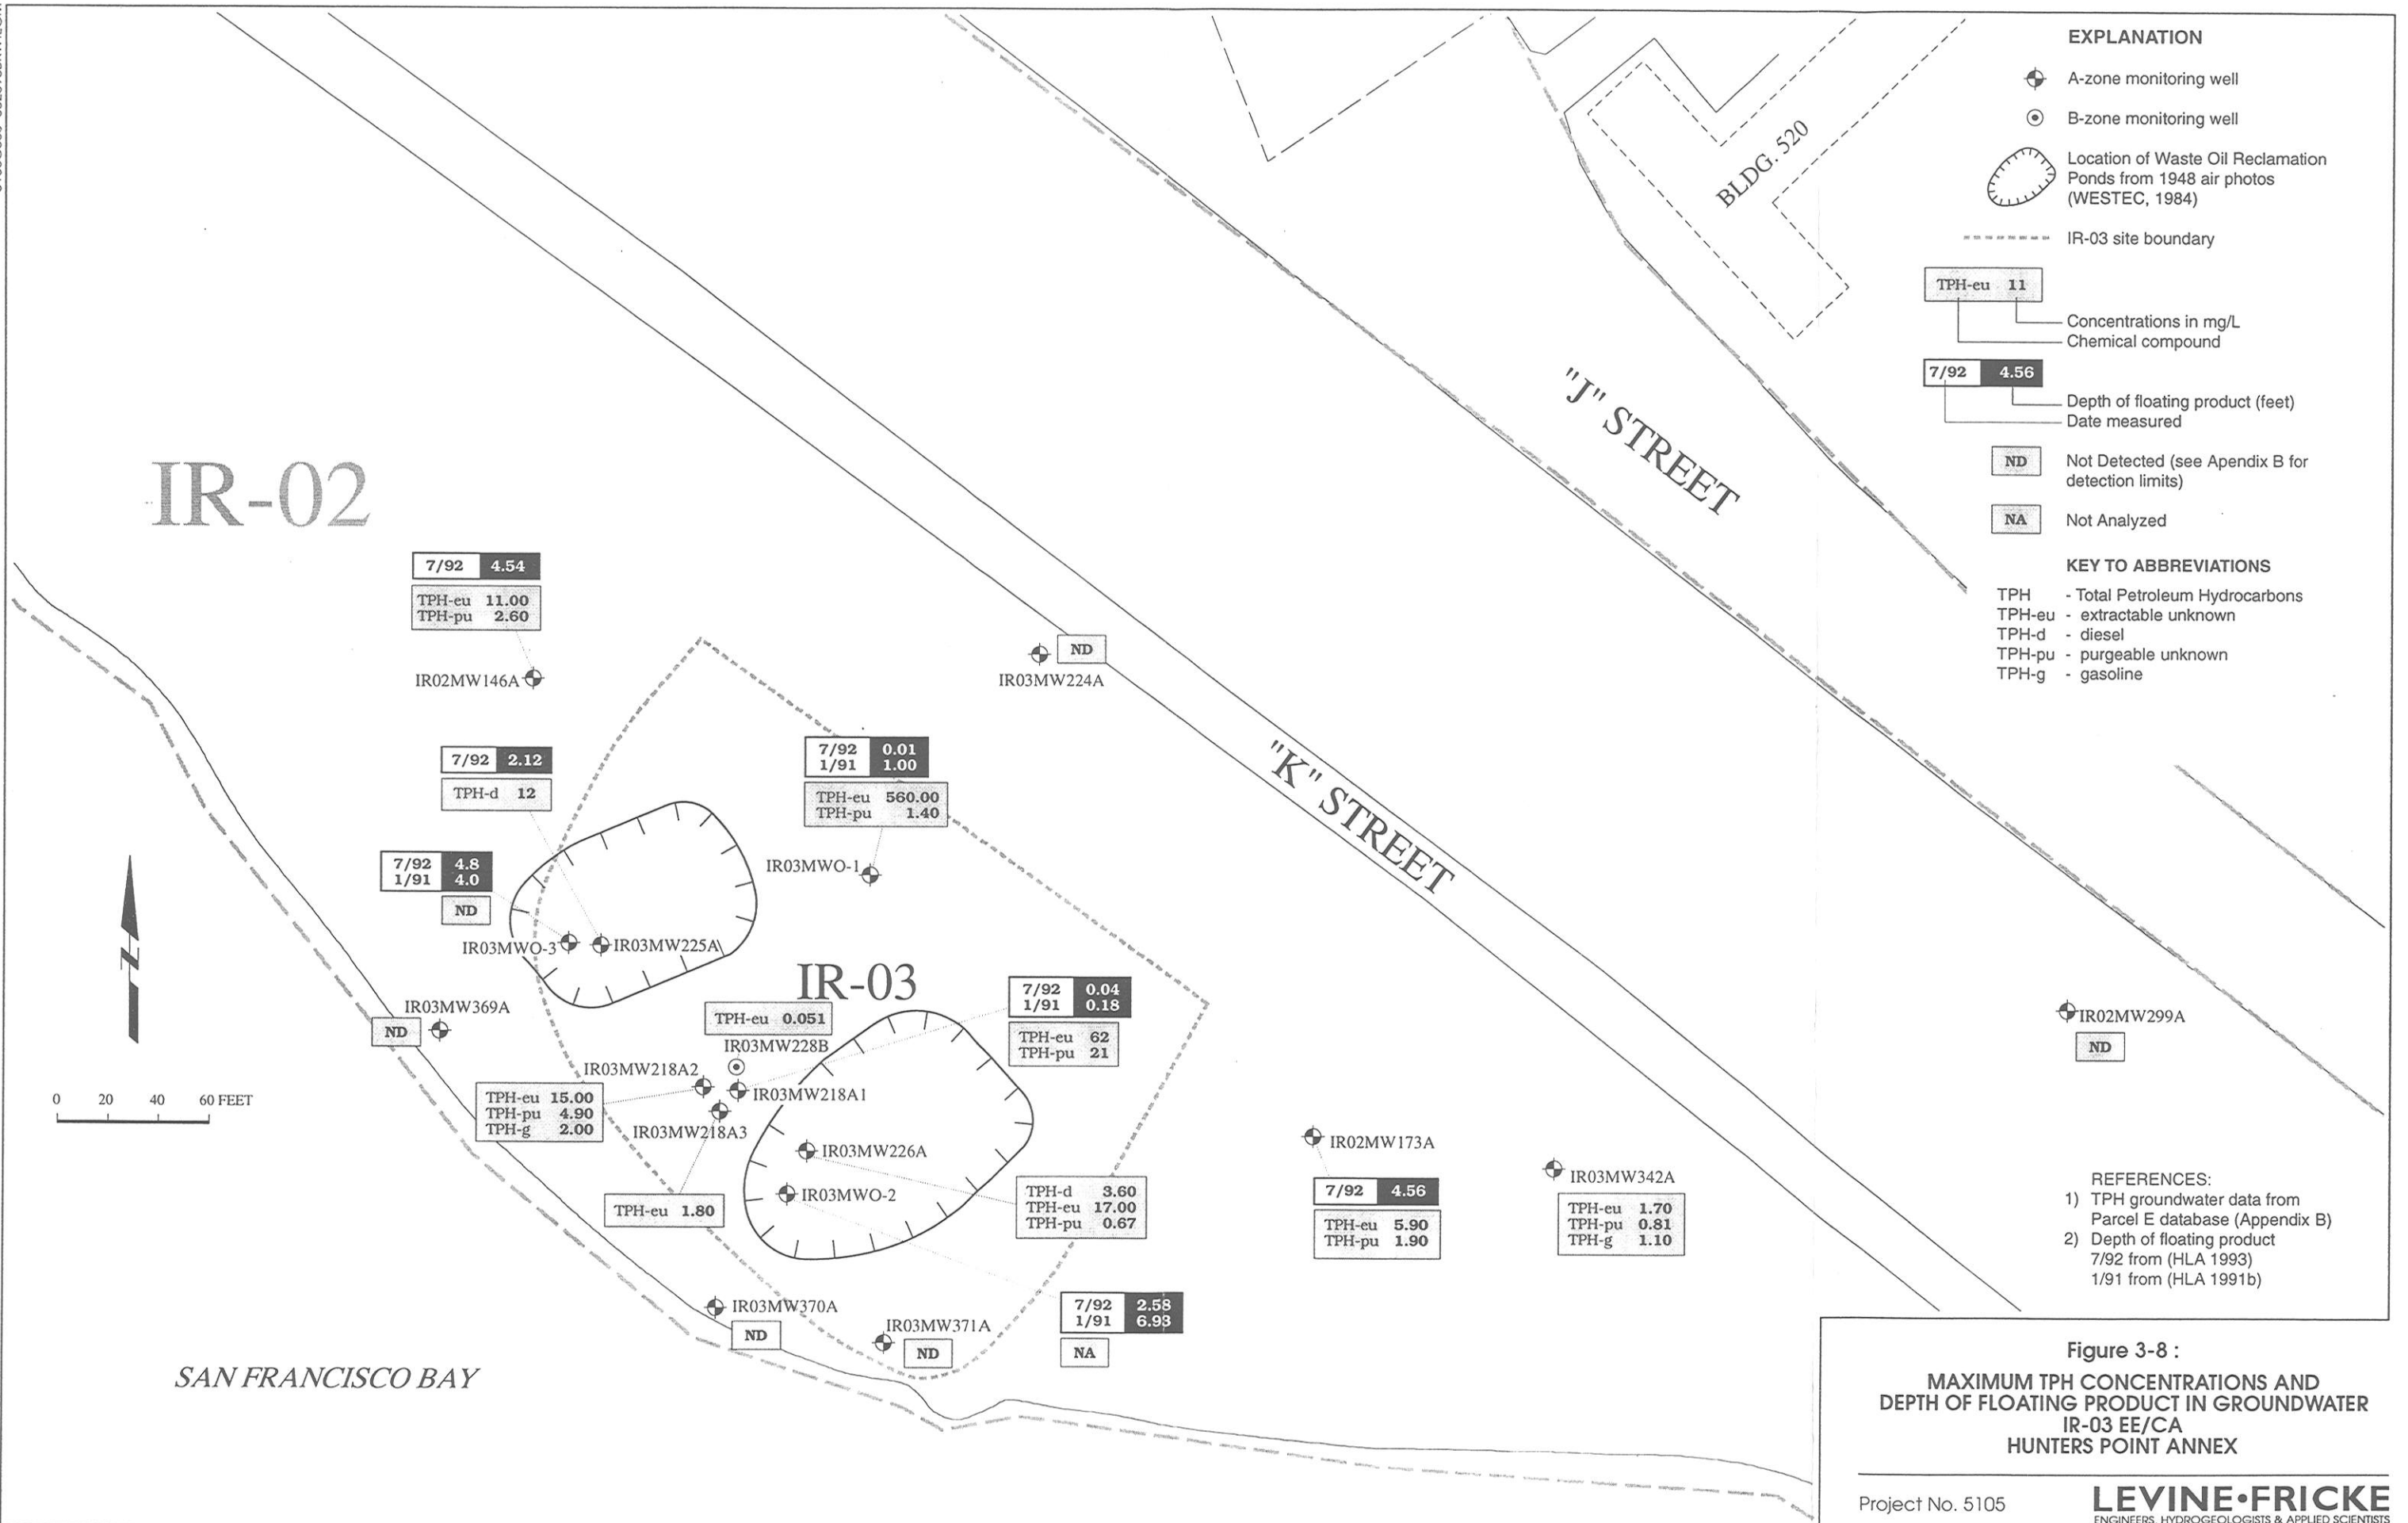 EXPLANATION
A-zone monitoring well
B-zone monitoring well
Location of Waste Oil Reclamation
Ponds from 1948 air photos
(WESTEC, 1984)
IR-03 site boundary
TPH-eu 11
Concentrations in mg/L
Chemical compound
7/92 4.56
Depth of floating product (feet)
Date measured
ND Not Detected (see Apendix B for
detection limits)
NA Not Analyzed
KEY TO ABBREVIATIONS
TPH - Total Petroleum Hydrocarbons
TPH-eu - extractable unknown
TPH-d - diesel
TPH-pu - purgeable unknown
TPH-g - gasoline
BLDG. 520
"J" STREET
"K" STREET
IR-02
7/92 4.54
TPH-eu 11.00
TPH-pu 2.60
IR02MW146A
ND
IR03MW224A
7/92 2.12
TPH-d 12
7/92 0.01
1/91 1.00
TPH-eu 560.00
TPH-pu 1.40
IR03MWO-1
7/92 4.8
1/91 4.0
ND
IR03MWO-3
IR03MW225A
IR-03
IR03MW369A
ND
TPH-eu 0.051
IR03MW228B
7/92 0.04
1/91 0.18
TPH-eu 62
TPH-pu 21
IR03MW218A2
IR03MW218A1
TPH-eu 15.00
TPH-pu 4.90
TPH-g 2.00
IR03MW218A3
IR03MW226A
IR03MWO-2
TPH-eu 1.80
TPH-d 3.60
TPH-eu 17.00
TPH-pu 0.67
IR02MW173A
7/92 4.56
TPH-eu 5.90
TPH-pu 1.90
IR03MW342A
TPH-eu 1.70
TPH-pu 0.81
TPH-g 1.10
IR02MW299A
ND
IR03MW370A
ND
IR03MW371A
ND
7/92 2.58
1/91 6.93
NA
N
0 20 40 60 FEET
SAN FRANCISCO BAY
REFERENCES:
1) TPH groundwater data from
Parcel E database (Appendix B)
2) Depth of floating product
7/92 from (HLA 1993)
1/91 from (HLA 1991b)
Figure 3-8 :
MAXIMUM TPH CONCENTRATIONS AND
DEPTH OF FLOATING PRODUCT IN GROUNDWATER
IR-03 EE/CA
HUNTERS POINT ANNEX
Project No. 5105
LEVINE•FRICKE
ENGINEERS, HYDROGEOLOGISTS & APPLIED SCIENTISTS